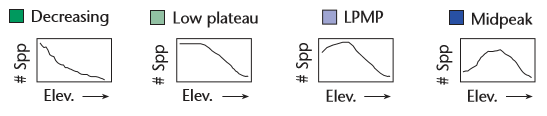 Decreasing Low plateau LPMP Midpeak
# Spp # Spp # Spp # Spp
Elev. → Elev. → Elev. → Elev. →